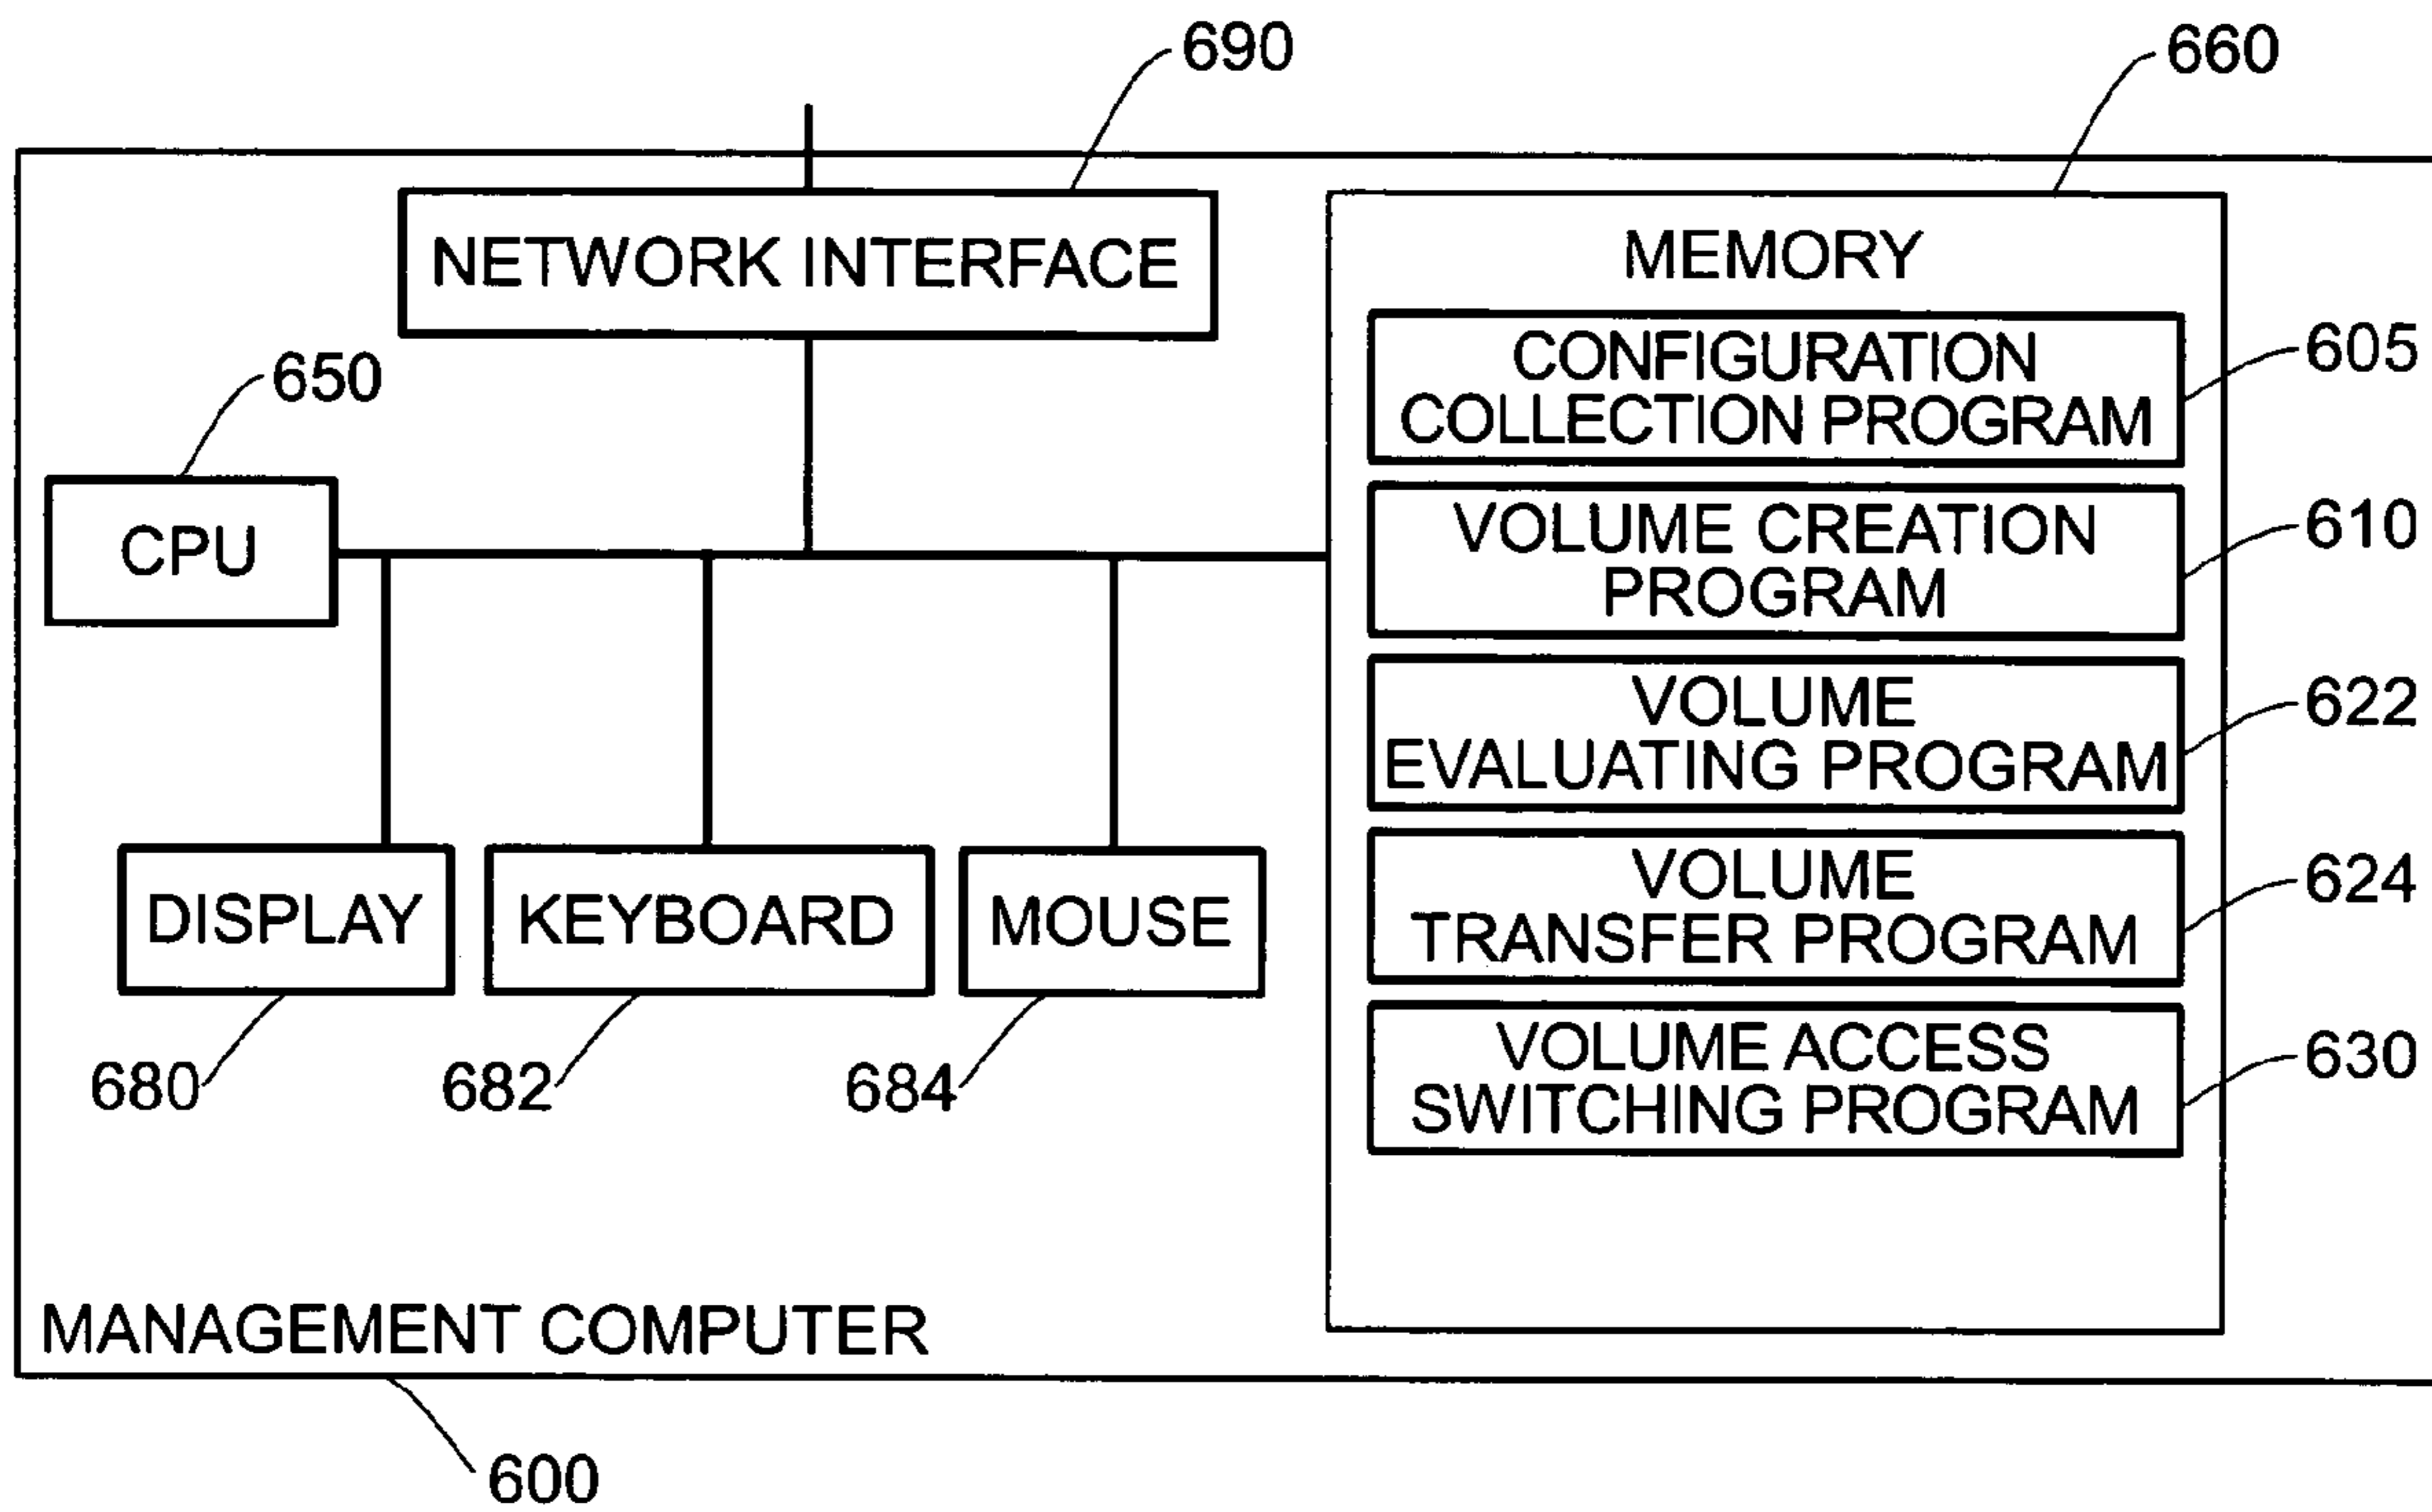 690
660
NETWORK INTERFACE
MEMORY
CONFIGURATION
COLLECTION PROGRAM
605
650
CPU
VOLUME CREATION
PROGRAM
610
VOLUME
EVALUATING PROGRAM
622
DISPLAY
KEYBOARD
MOUSE
VOLUME
TRANSFER PROGRAM
624
680
682
684
VOLUME ACCESS
SWITCHING PROGRAM
630
MANAGEMENT COMPUTER
600